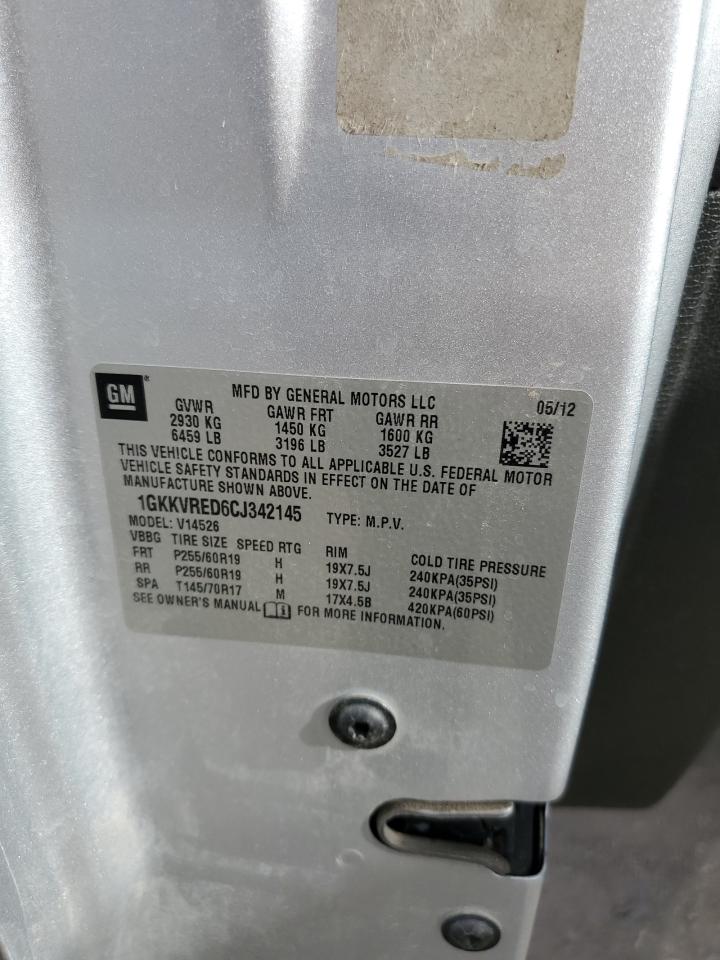 GM ®
MFD BY GENERAL MOTORS LLC 05/12
GVWR GAWR FRT GAWR RR
2930 KG 1450 KG 1600 KG
6459 LB 3196 LB 3527 LB
THIS VEHICLE CONFORMS TO ALL APPLICABLE U.S. FEDERAL MOTOR
VEHICLE SAFETY STANDARDS IN EFFECT ON THE DATE OF
MANUFACTURE SHOWN ABOVE.
1GKKVRED6CJ342145 TYPE: M.P.V.
MODEL: V14526
VBBG TIRE SIZE SPEED RTG RIM COLD TIRE PRESSURE
FRT P255/60R19 H 19X7.5J 240KPA(35PSI)
RR P255/60R19 H 19X7.5J 240KPA(35PSI)
SPA T145/70R17 M 17X4.5B 420KPA(60PSI)
SEE OWNER'S MANUAL FOR MORE INFORMATION.